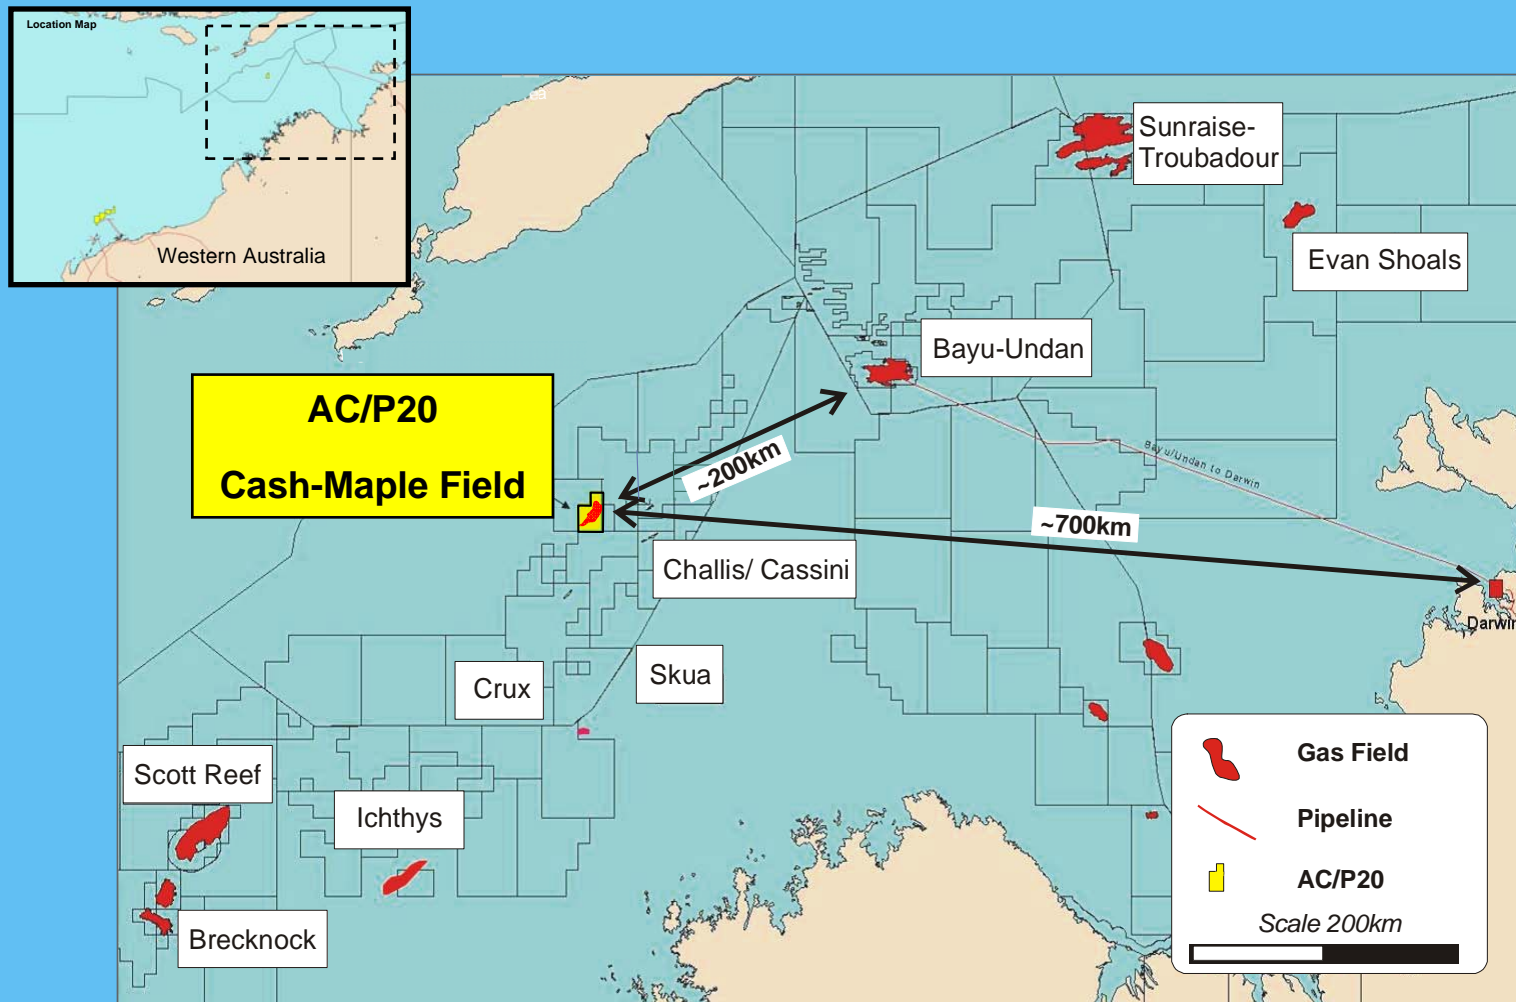 Location Map
Western Australia
Sunraise-
Troubadour
Evan Shoals
Bayu-Undan
AC/P20
Cash-Maple Field
~200km
Bayu/Undan to Darwin
~700km
Challis/ Cassini
Darwin
Skua
Crux
Scott Reef
Ichthys
Brecknock
Gas Field
Pipeline
AC/P20
Scale 200km